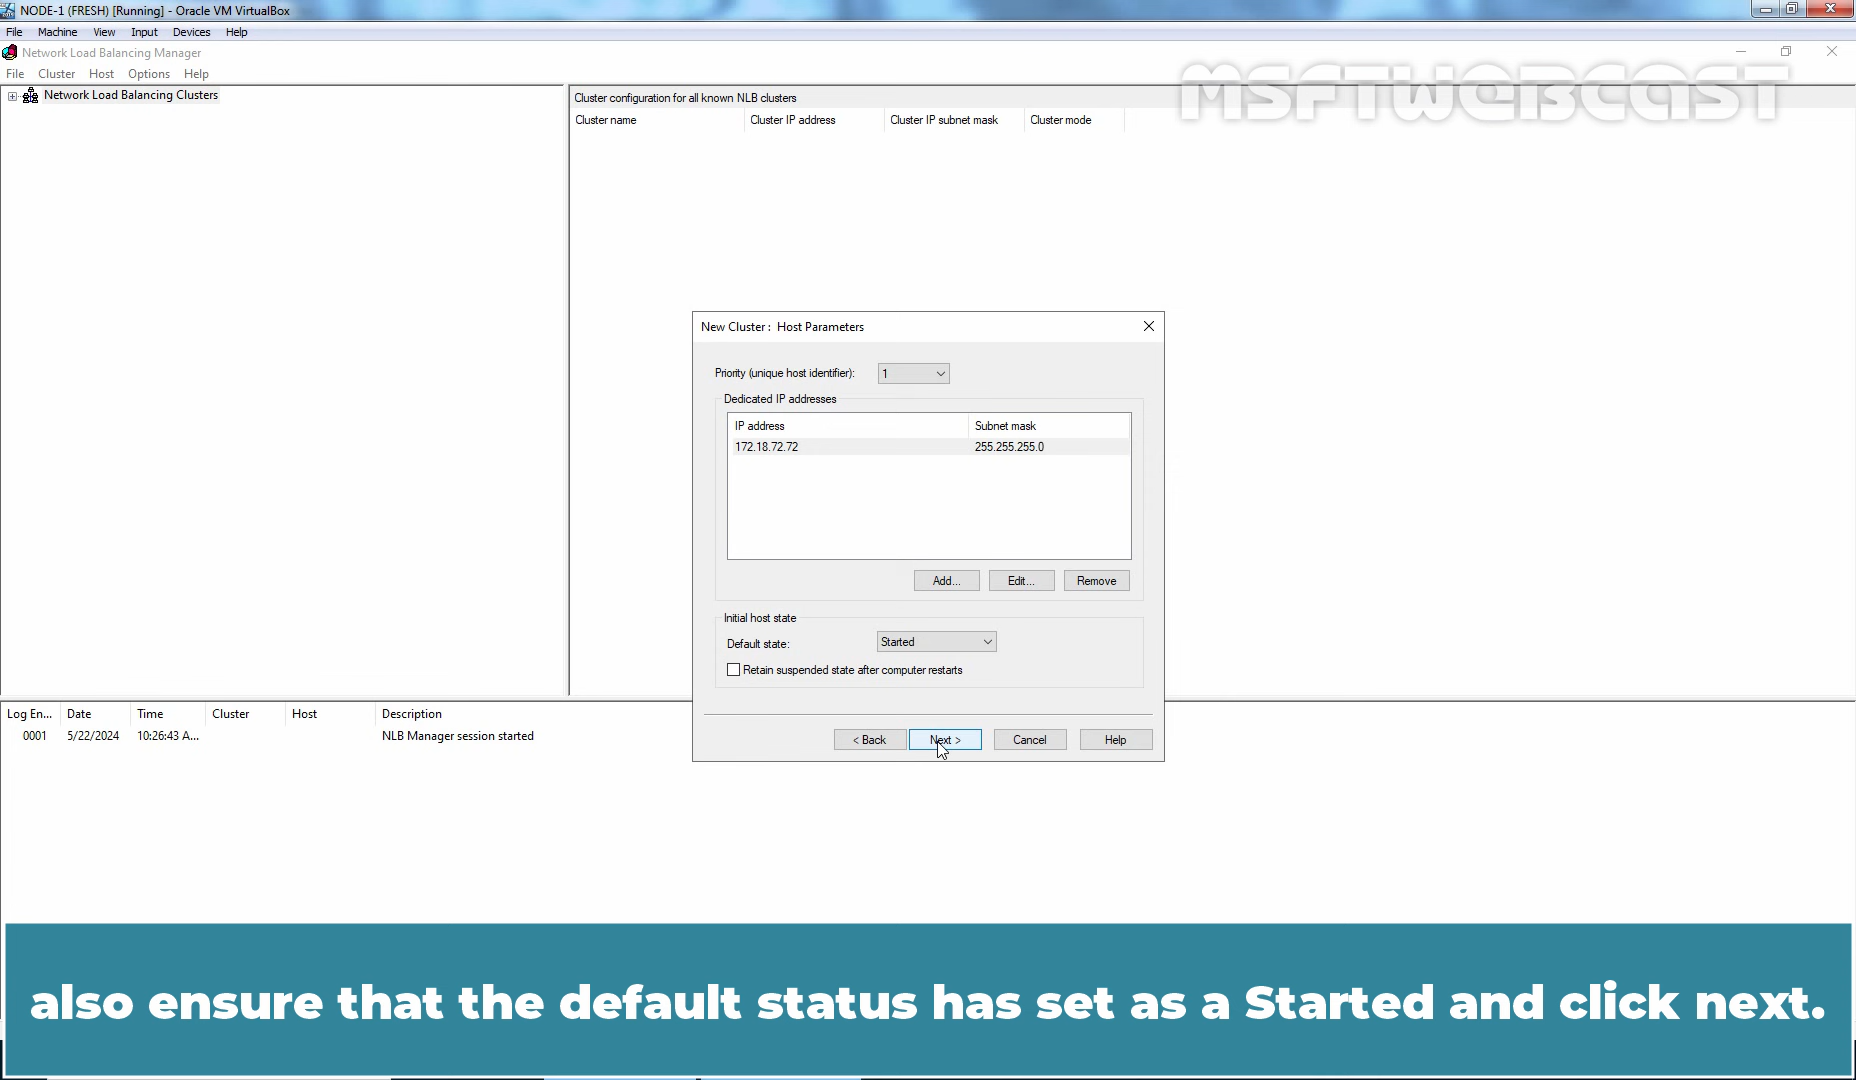 NODE-1 (FRESH) [Running] - Oracle VM VirtualBox
File Machine View Input Devices Help
Network Load Balancing Manager
File Cluster Host Options Help
MSFTWEBCAST
Network Load Balancing Clusters
Cluster configuration for all known NLB clusters
Cluster name Cluster IP address Cluster IP subnet mask Cluster mode
New Cluster : Host Parameters
Priority (unique host identifier): 1
Dedicated IP addresses
IP address Subnet mask
172.18.72.72 255.255.255.0
Add... Edit... Remove
Initial host state
Default state: Started
Retain suspended state after computer restarts
< Back Next > Cancel Help
Log En... Date Time Cluster Host Description
0001 5/22/2024 10:26:43 A... NLB Manager session started
also ensure that the default status has set as a Started and click next.